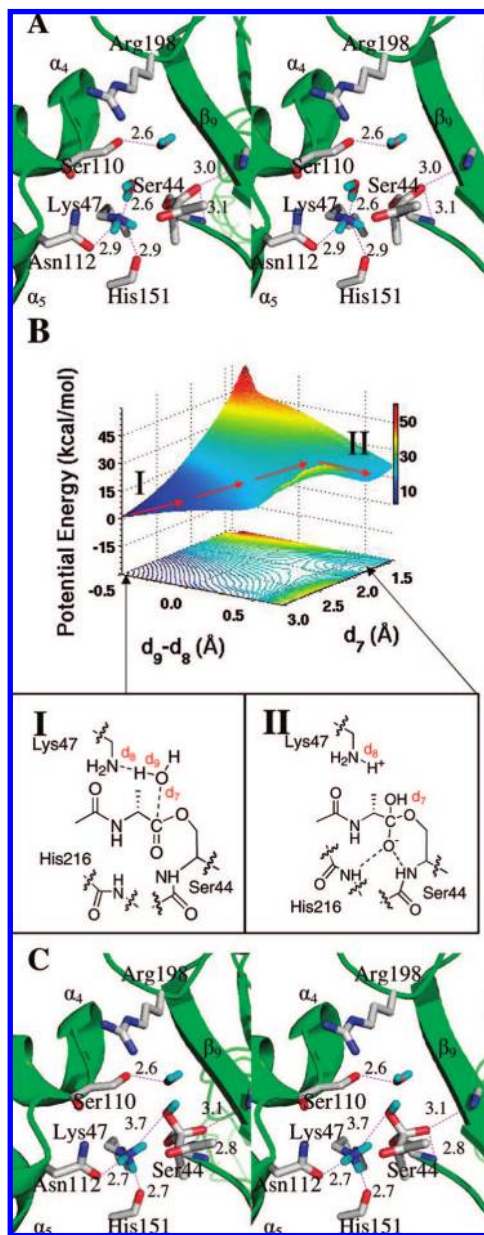 A
Arg198 Arg198
α4 α4
β9 β9
2.6 2.6
Ser110 Ser110
3.0 3.0
Ser44 Ser44
Lys47 2.6 3.1 Lys47 2.6 3.1
2.9 2.9 2.9 2.9
Asn112 Asn112
His151 His151
α5 α5
B
Potential Energy (kcal/mol)
45
30
15
0
-15
I
II
50
30
10
-0.5 0.0 0.5
3.0 2.5 2.0 1.5
d9-d8 (Å)
d7 (Å)
I
Lys47
d8 d9 H
H2N H O
d7
O
N
H
O
O
His216
NH
O
NH
O
Ser44
II
Lys47
d8
H2N H+
OH d7
O
N
H
O
O-
NH
O
NH
O
His216
Ser44
C
Arg198 Arg198
α4 α4
β9 β9
2.6 2.6
Ser110 Ser110
3.7 3.1 3.7 3.1
Lys47 Lys47
2.8 2.8
Ser44 Ser44
Asn112 2.7 2.7 Asn112 2.7 2.7
His151 His151
α5 α5